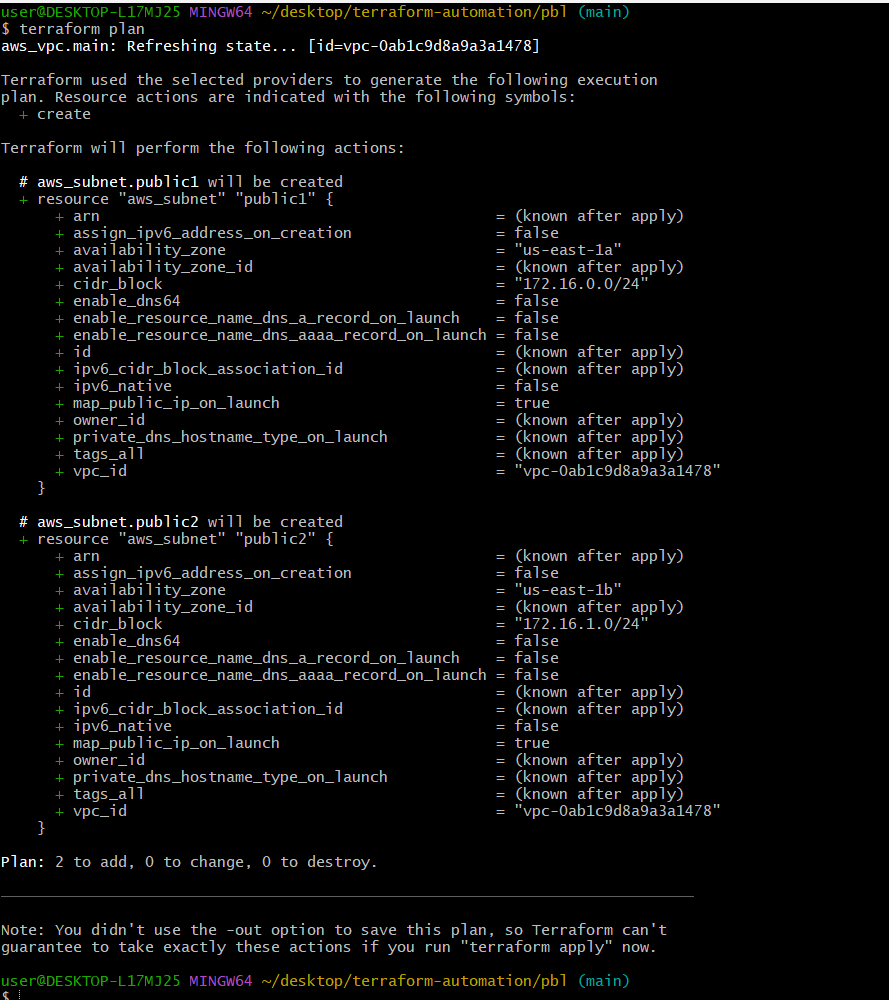 user@DESKTOP-L17MJ25 MINGW64 ~/desktop/terraform-automation/pbl (main)
$ terraform plan
aws_vpc.main: Refreshing state... [id=vpc-0ab1c9d8a9a3a1478]

Terraform used the selected providers to generate the following execution
plan. Resource actions are indicated with the following symbols:
  + create

Terraform will perform the following actions:

  # aws_subnet.public1 will be created
  + resource "aws_subnet" "public1" {
      + arn                                            = (known after apply)
      + assign_ipv6_address_on_creation                = false
      + availability_zone                              = "us-east-1a"
      + availability_zone_id                           = (known after apply)
      + cidr_block                                     = "172.16.0.0/24"
      + enable_dns64                                   = false
      + enable_resource_name_dns_a_record_on_launch    = false
      + enable_resource_name_dns_aaaa_record_on_launch = false
      + id                                             = (known after apply)
      + ipv6_cidr_block_association_id                 = (known after apply)
      + ipv6_native                                    = false
      + map_public_ip_on_launch                        = true
      + owner_id                                       = (known after apply)
      + private_dns_hostname_type_on_launch            = (known after apply)
      + tags_all                                       = (known after apply)
      + vpc_id                                         = "vpc-0ab1c9d8a9a3a1478"
    }

  # aws_subnet.public2 will be created
  + resource "aws_subnet" "public2" {
      + arn                                            = (known after apply)
      + assign_ipv6_address_on_creation                = false
      + availability_zone                              = "us-east-1b"
      + availability_zone_id                           = (known after apply)
      + cidr_block                                     = "172.16.1.0/24"
      + enable_dns64                                   = false
      + enable_resource_name_dns_a_record_on_launch    = false
      + enable_resource_name_dns_aaaa_record_on_launch = false
      + id                                             = (known after apply)
      + ipv6_cidr_block_association_id                 = (known after apply)
      + ipv6_native                                    = false
      + map_public_ip_on_launch                        = true
      + owner_id                                       = (known after apply)
      + private_dns_hostname_type_on_launch            = (known after apply)
      + tags_all                                       = (known after apply)
      + vpc_id                                         = "vpc-0ab1c9d8a9a3a1478"
    }

Plan: 2 to add, 0 to change, 0 to destroy.

Note: You didn't use the -out option to save this plan, so Terraform can't
guarantee to take exactly these actions if you run "terraform apply" now.

user@DESKTOP-L17MJ25 MINGW64 ~/desktop/terraform-automation/pbl (main)
$